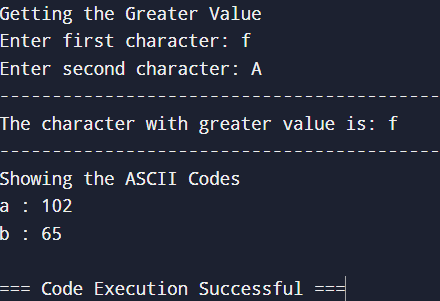 Getting the Greater Value
Enter first character: f
Enter second character: A
------------------------------------------
The character with greater value is: f
------------------------------------------
Showing the ASCII Codes
a : 102
b : 65
=== Code Execution Successful ===